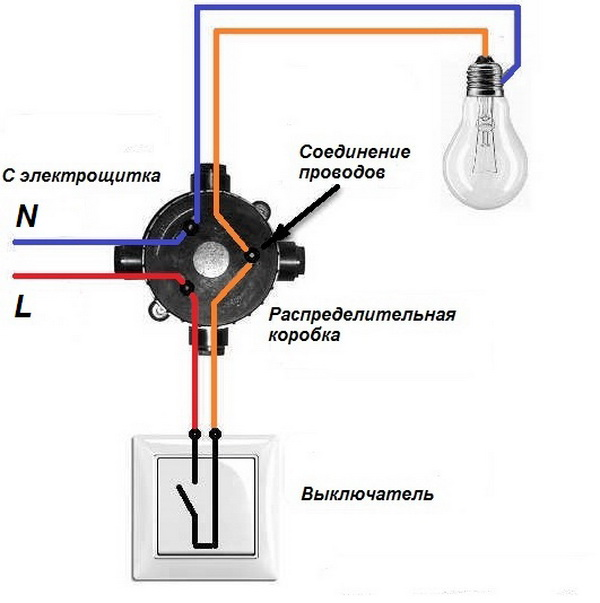 С электрощитка
Соединение
проводов
N
L
Распределительная
коробка
Выключатель